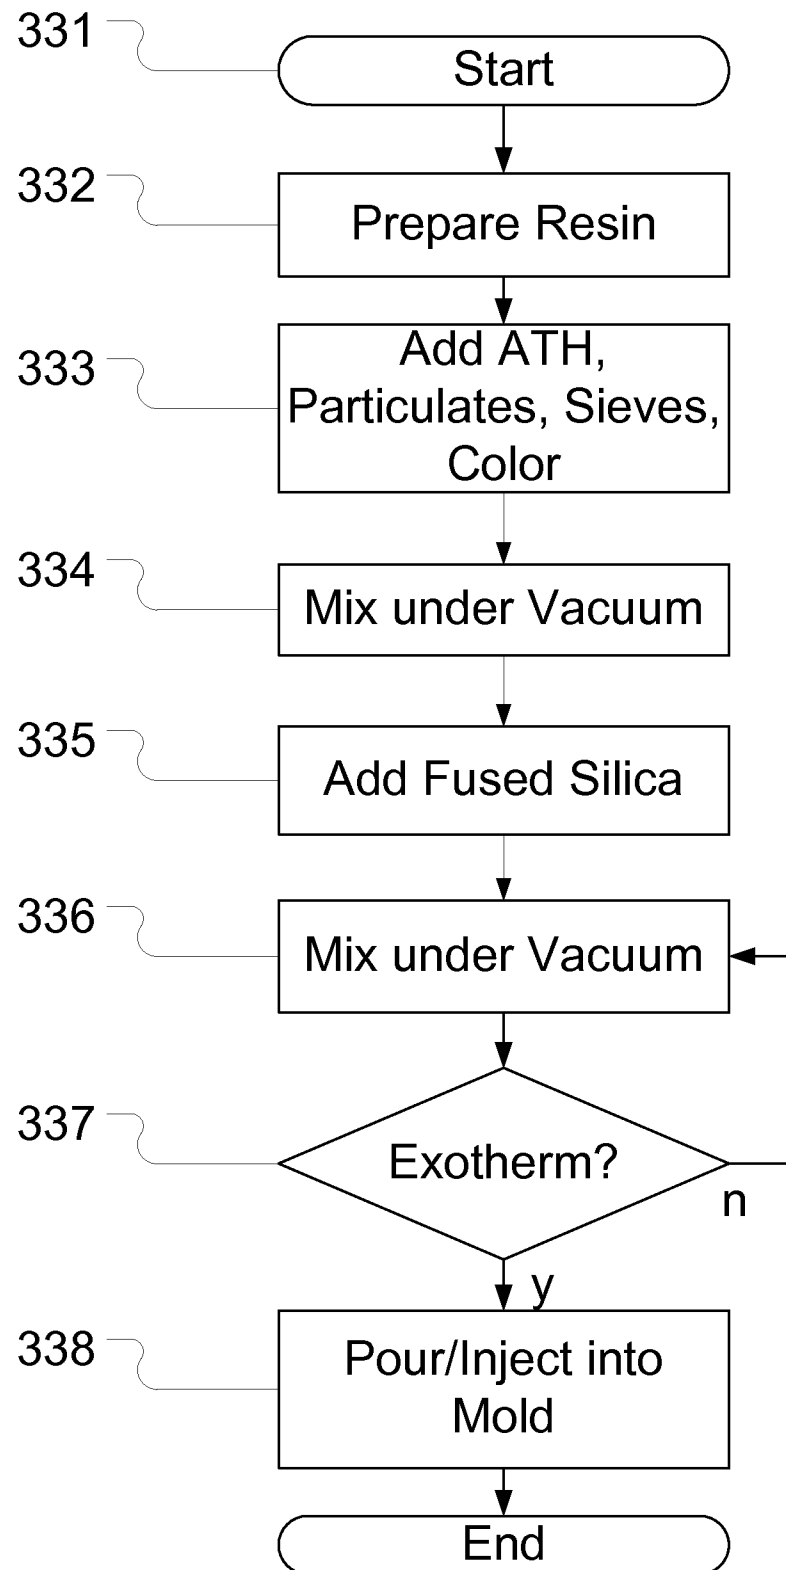 331
Start
332
Prepare Resin
333
Add ATH,
Particulates, Sieves,
Color
334
Mix under Vacuum
335
Add Fused Silica
336
Mix under Vacuum
337
Exotherm?
n
y
338
Pour/Inject into
Mold
End